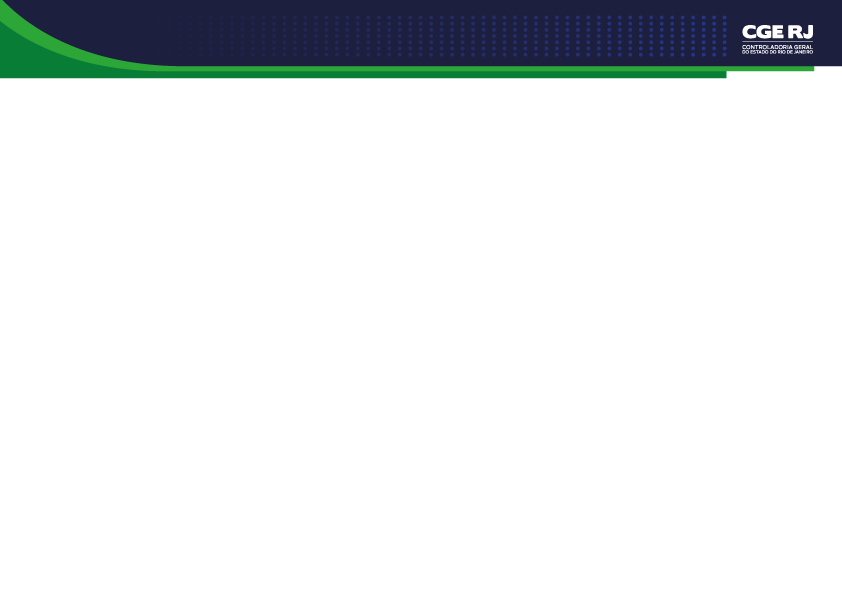 CGE RJ
CONTROLADORIA GERAL
DO ESTADO DO RIO DE JANEIRO